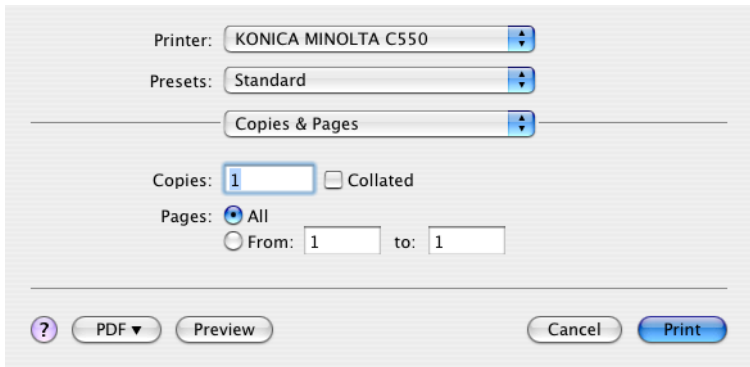 Printer: KONICA MINOLTA C550
Presets: Standard
Copies & Pages
Copies: 1 Collated
Pages: All
From: 1 to: 1
? PDF ▼ Preview Cancel Print